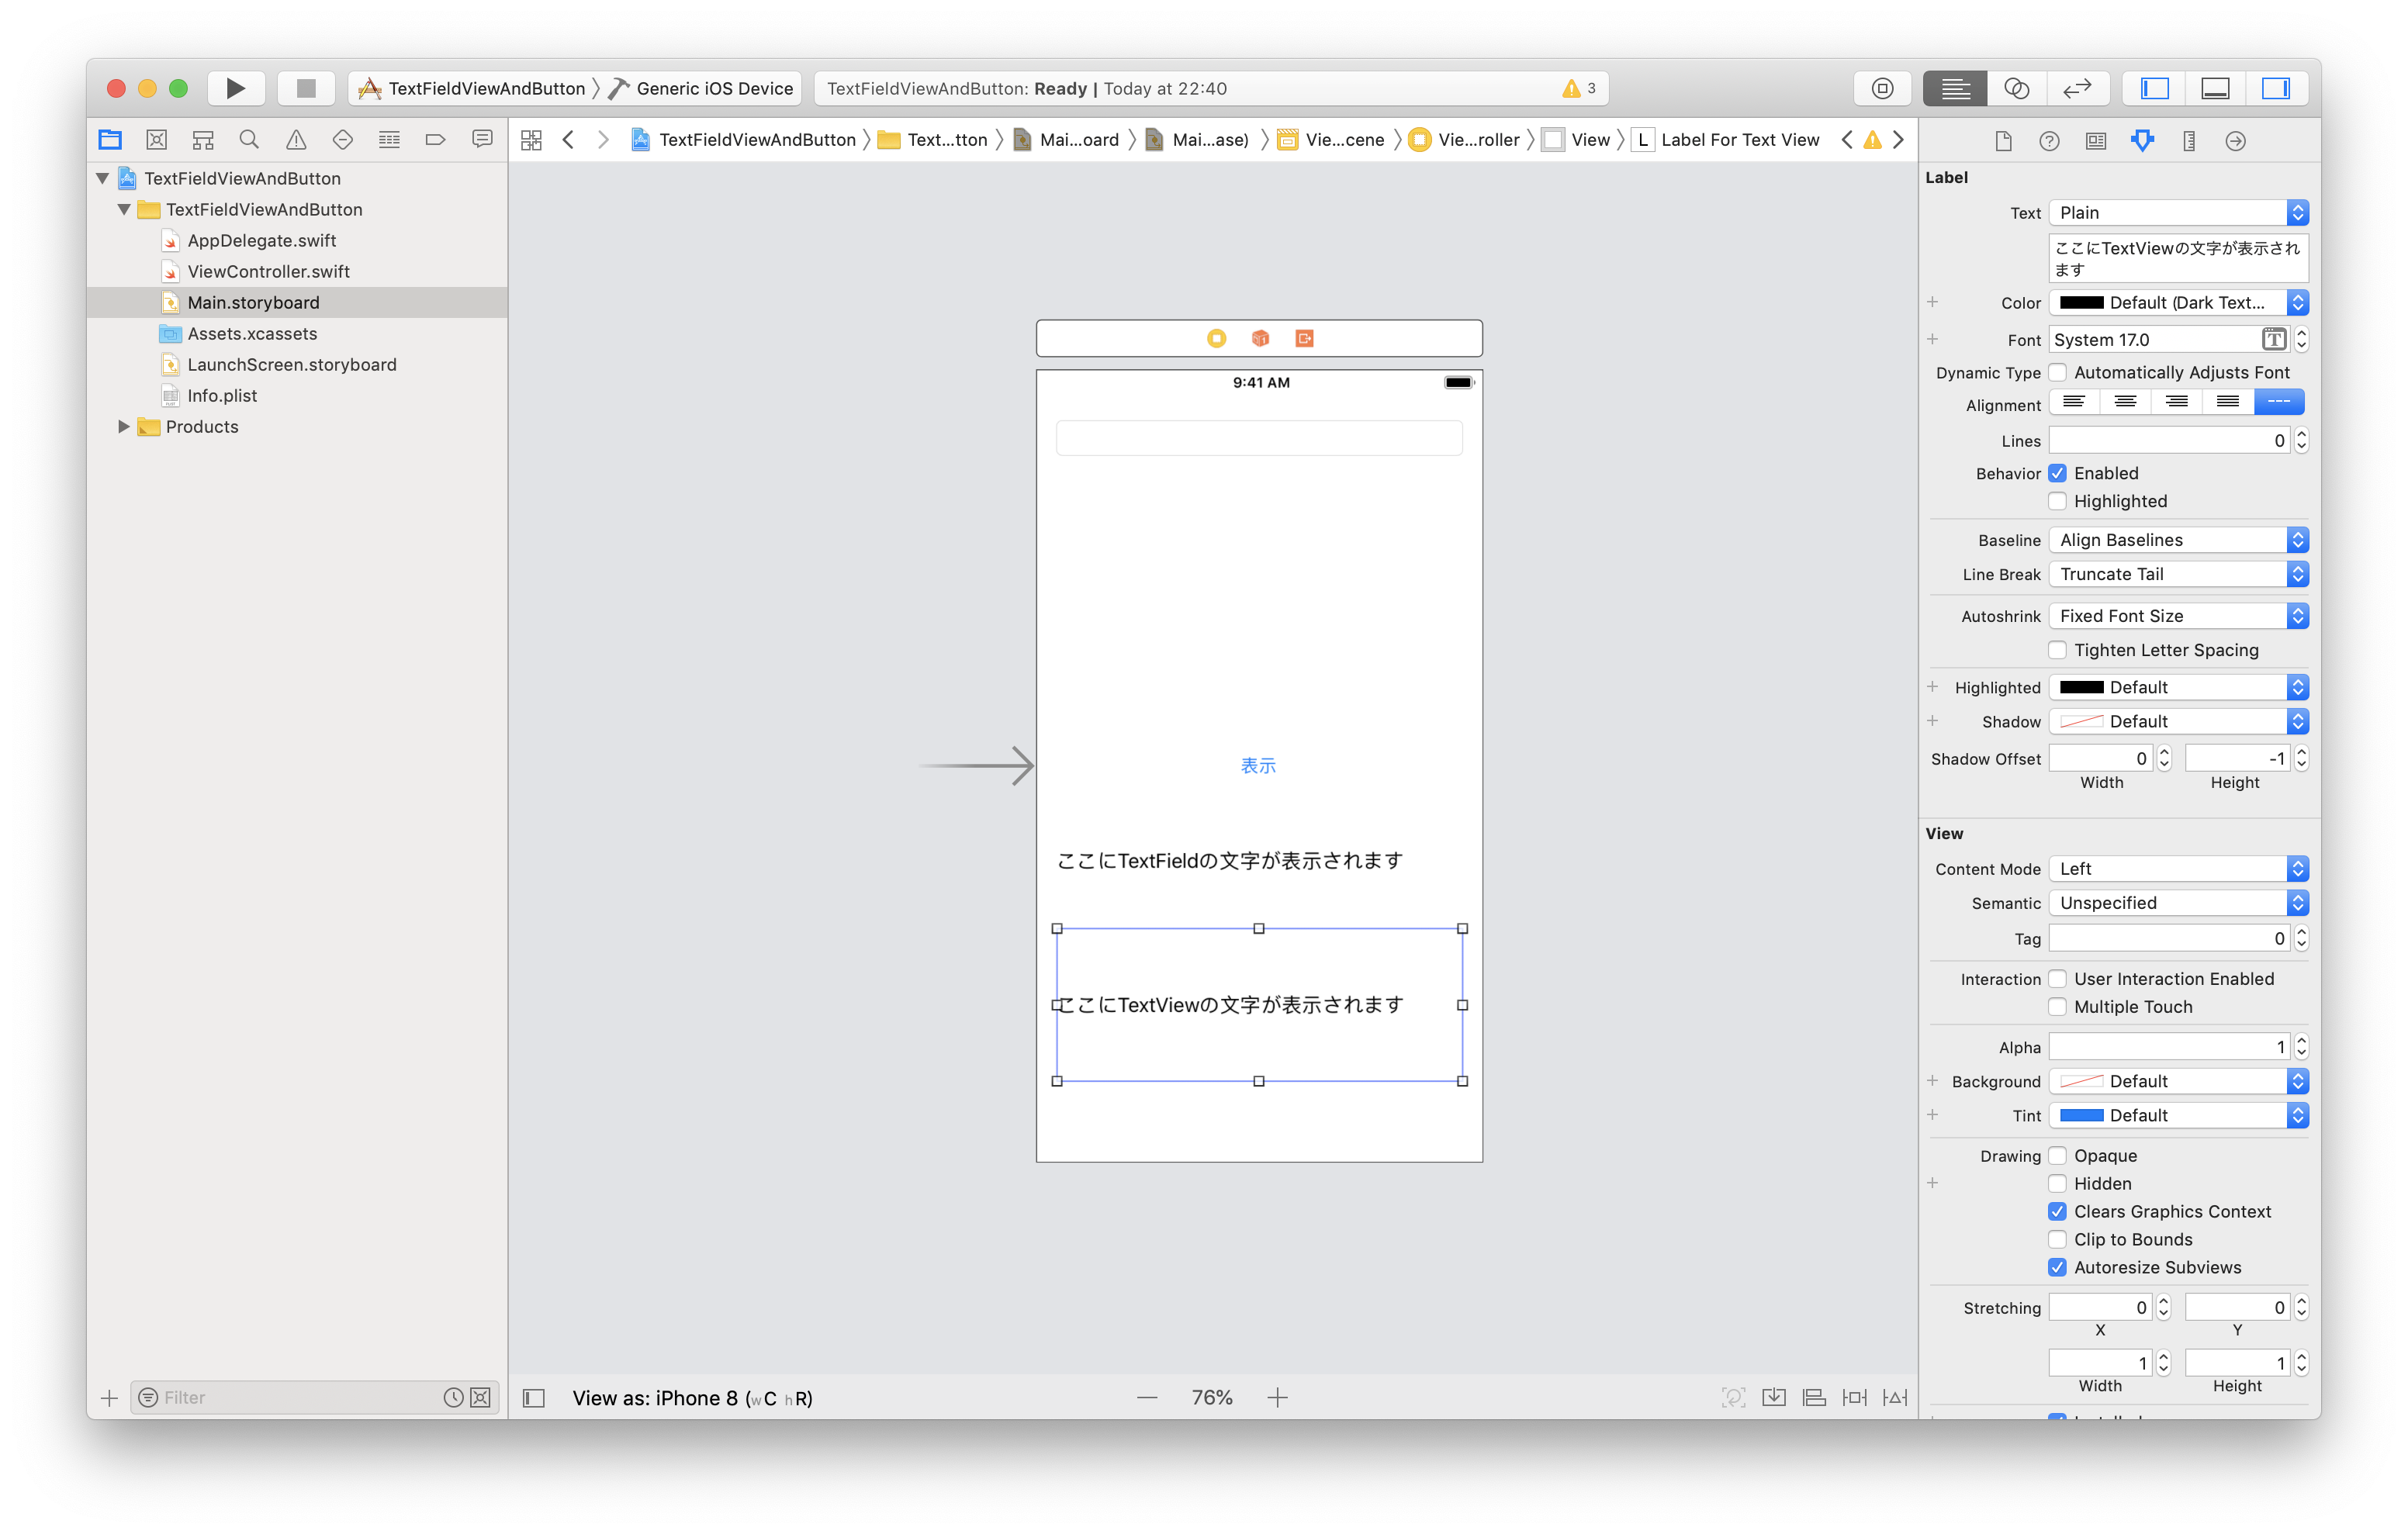 TextFieldViewAndButton 〉 Generic iOS Device
TextFieldViewAndButton: Ready | Today at 22:40
3
TextFieldViewAndButton 〉 Text...tton 〉 Mai...oard 〉 Mai...ase) 〉 Vie...cene 〉 Vie...roller 〉 View 〉 L Label For Text View
TextFieldViewAndButton
TextFieldViewAndButton
AppDelegate.swift
ViewController.swift
Main.storyboard
Assets.xcassets
LaunchScreen.storyboard
Info.plist
Products
Filter
9:41 AM
表示
ここにTextFieldの文字が表示されます
ここにTextViewの文字が表示されます
View as: iPhone 8 (wC hR)
76%
Label
Text Plain
ここにTextViewの文字が表示され
ます
Color Default (Dark Text...
Font System 17.0
Dynamic Type Automatically Adjusts Font
Alignment
Lines 0
Behavior Enabled
Highlighted
Baseline Align Baselines
Line Break Truncate Tail
Autoshrink Fixed Font Size
Tighten Letter Spacing
Highlighted Default
Shadow Default
Shadow Offset 0 -1
Width Height
View
Content Mode Left
Semantic Unspecified
Tag 0
Interaction User Interaction Enabled
Multiple Touch
Alpha 1
Background Default
Tint Default
Drawing Opaque
Hidden
Clears Graphics Context
Clip to Bounds
Autoresize Subviews
Stretching 0 0
X Y
1 1
Width Height